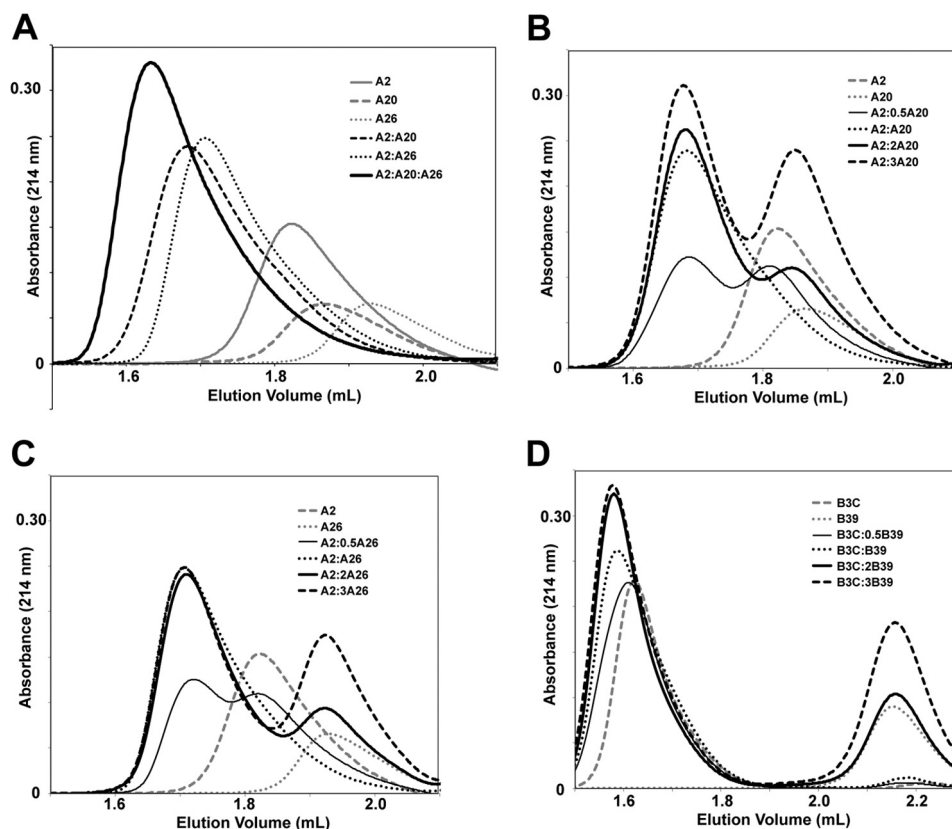 A
Absorbance (214 nm)
0.30
0
A2
A20
A26
A2:A20
A2:A26
A2:A20:A26
1.6
1.8
2.0
Elution Volume (mL)
B
Absorbance (214 nm)
0.30
0
A2
A20
A2:0.5A20
A2:A20
A2:2A20
A2:3A20
1.6
1.8
2.0
Elution Volume (mL)
C
Absorbance (214 nm)
0.30
0
A2
A26
A2:0.5A26
A2:A26
A2:2A26
A2:3A26
1.6
1.8
2.0
Elution Volume (mL)
D
Absorbance (214 nm)
0.30
0
B3C
B39
B3C:0.5B39
B3C:B39
B3C:2B39
B3C:3B39
1.6
1.8
2.0
2.2
Elution Volume (mL)